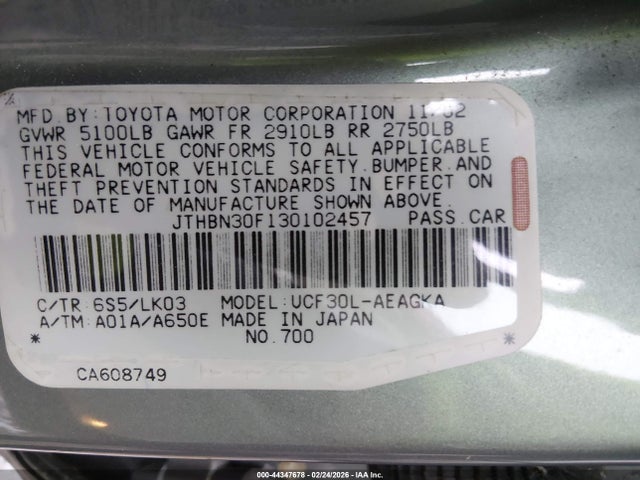 MFD.BY:TOYOTA MOTOR CORPORATION 11/02
GVWR 5100LB GAWR FR 2910LB RR 2750LB
THIS VEHICLE CONFORMS TO ALL APPLICABLE
FEDERAL MOTOR VEHICLE SAFETY.BUMPER.AND
THEFT PREVENTION STANDARDS IN EFFECT ON
THE DATE OF MANUFACTURE SHOWN ABOVE.
JTHBN30F130102457 PASS.CAR
C/TR:6S5/LK03 MODEL:UCF30L-AEAGKA
A/TM:A01A/A650E MADE IN JAPAN
* NO.700 *
CA608749
000-44347678 - 02/24/2026 - IAA Inc.